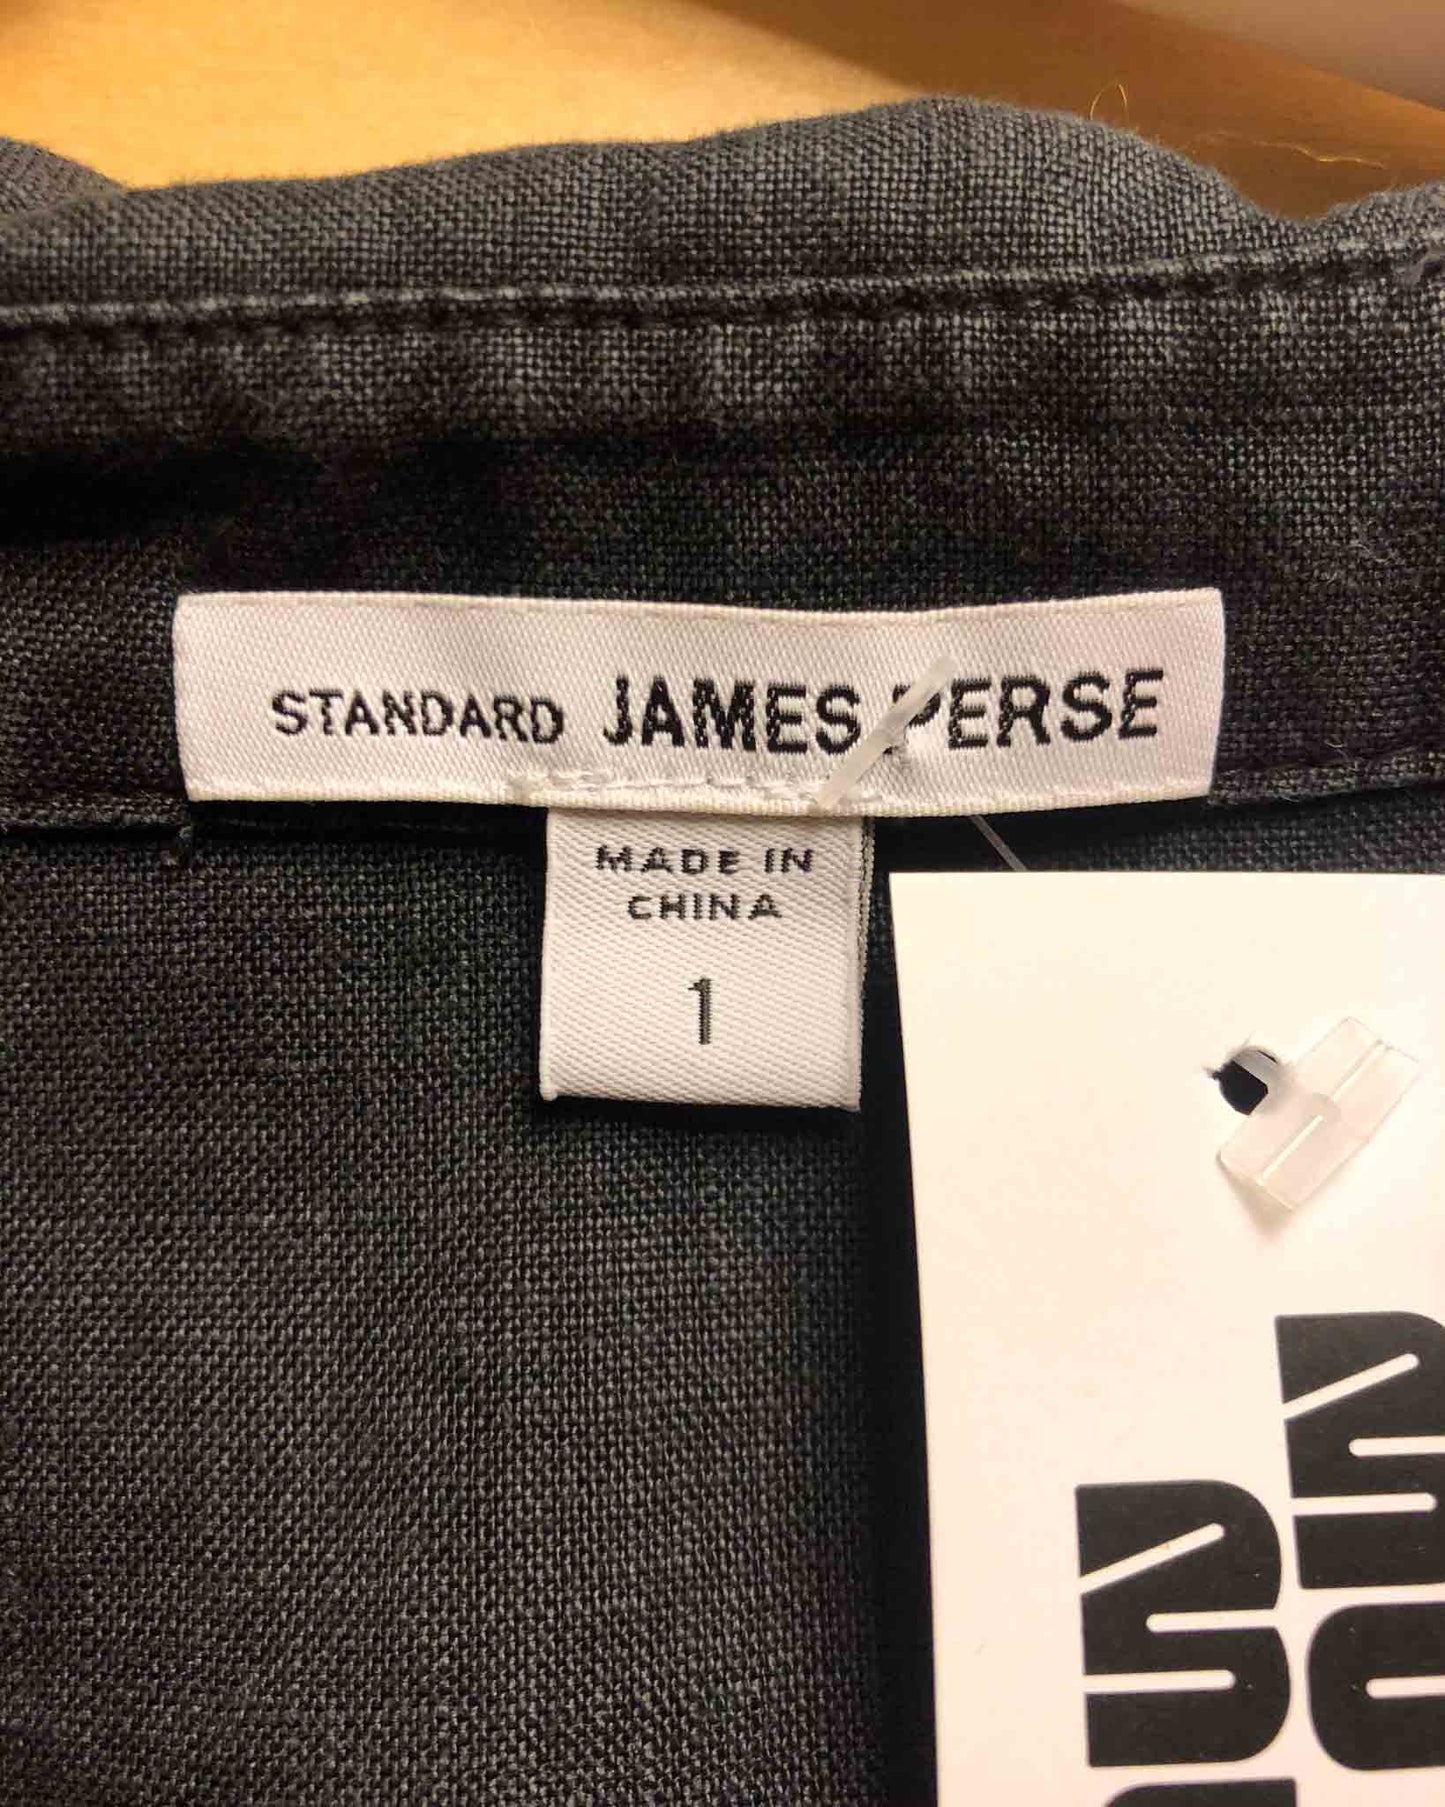 STANDARD JAMES PERSE
MADE IN
CHINA
1